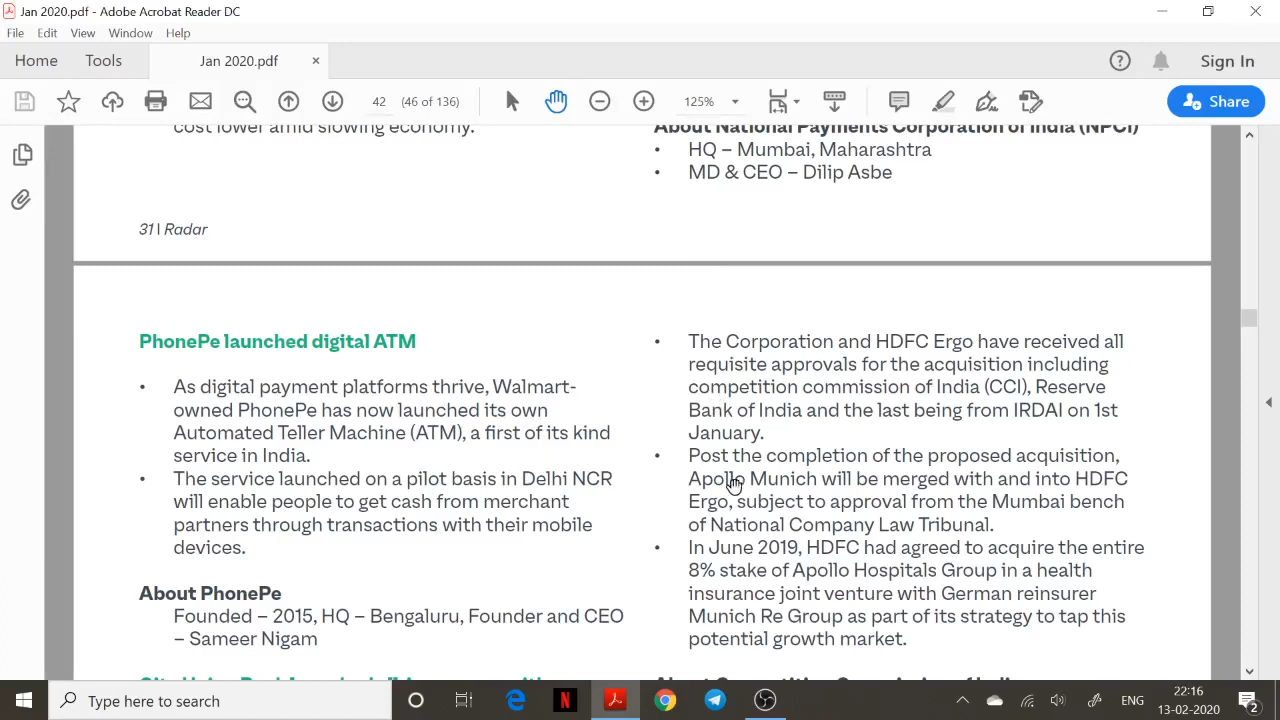 Jan 2020.pdf - Adobe Acrobat Reader DC
File Edit View Window Help
Home Tools Jan 2020.pdf × Sign In
42 (46 of 136) 125% Share
cost lower amid slowing economy.
31 | Radar
About National Payments Corporation of India (NPCI)
• HQ – Mumbai, Maharashtra
• MD & CEO – Dilip Asbe
PhonePe launched digital ATM
• As digital payment platforms thrive, Walmart-
owned PhonePe has now launched its own
Automated Teller Machine (ATM), a first of its kind
service in India.
• The service launched on a pilot basis in Delhi NCR
will enable people to get cash from merchant
partners through transactions with their mobile
devices.
About PhonePe
Founded – 2015, HQ – Bengaluru, Founder and CEO
– Sameer Nigam
• The Corporation and HDFC Ergo have received all
requisite approvals for the acquisition including
competition commission of India (CCI), Reserve
Bank of India and the last being from IRDAI on 1st
January.
• Post the completion of the proposed acquisition,
Apollo Munich will be merged with and into HDFC
Ergo, subject to approval from the Mumbai bench
of National Company Law Tribunal.
• In June 2019, HDFC had agreed to acquire the entire
8% stake of Apollo Hospitals Group in a health
insurance joint venture with German reinsurer
Munich Re Group as part of its strategy to tap this
potential growth market.
Type here to search
ENG
22:16
13-02-2020
2